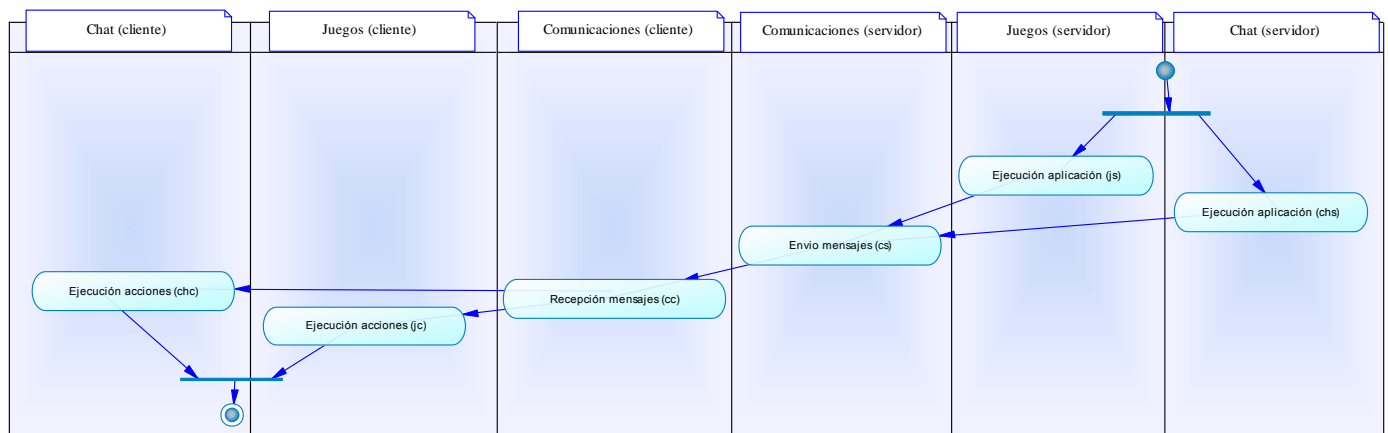 Chat (cliente)
Juegos (cliente)
Comunicaciones (cliente)
Comunicaciones (servidor)
Juegos (servidor)
Chat (servidor)
Ejecución aplicación (js)
Ejecución aplicación (chs)
Envio mensajes (cs)
Ejecución acciones (chc)
Recepción mensajes (cc)
Ejecución acciones (jc)